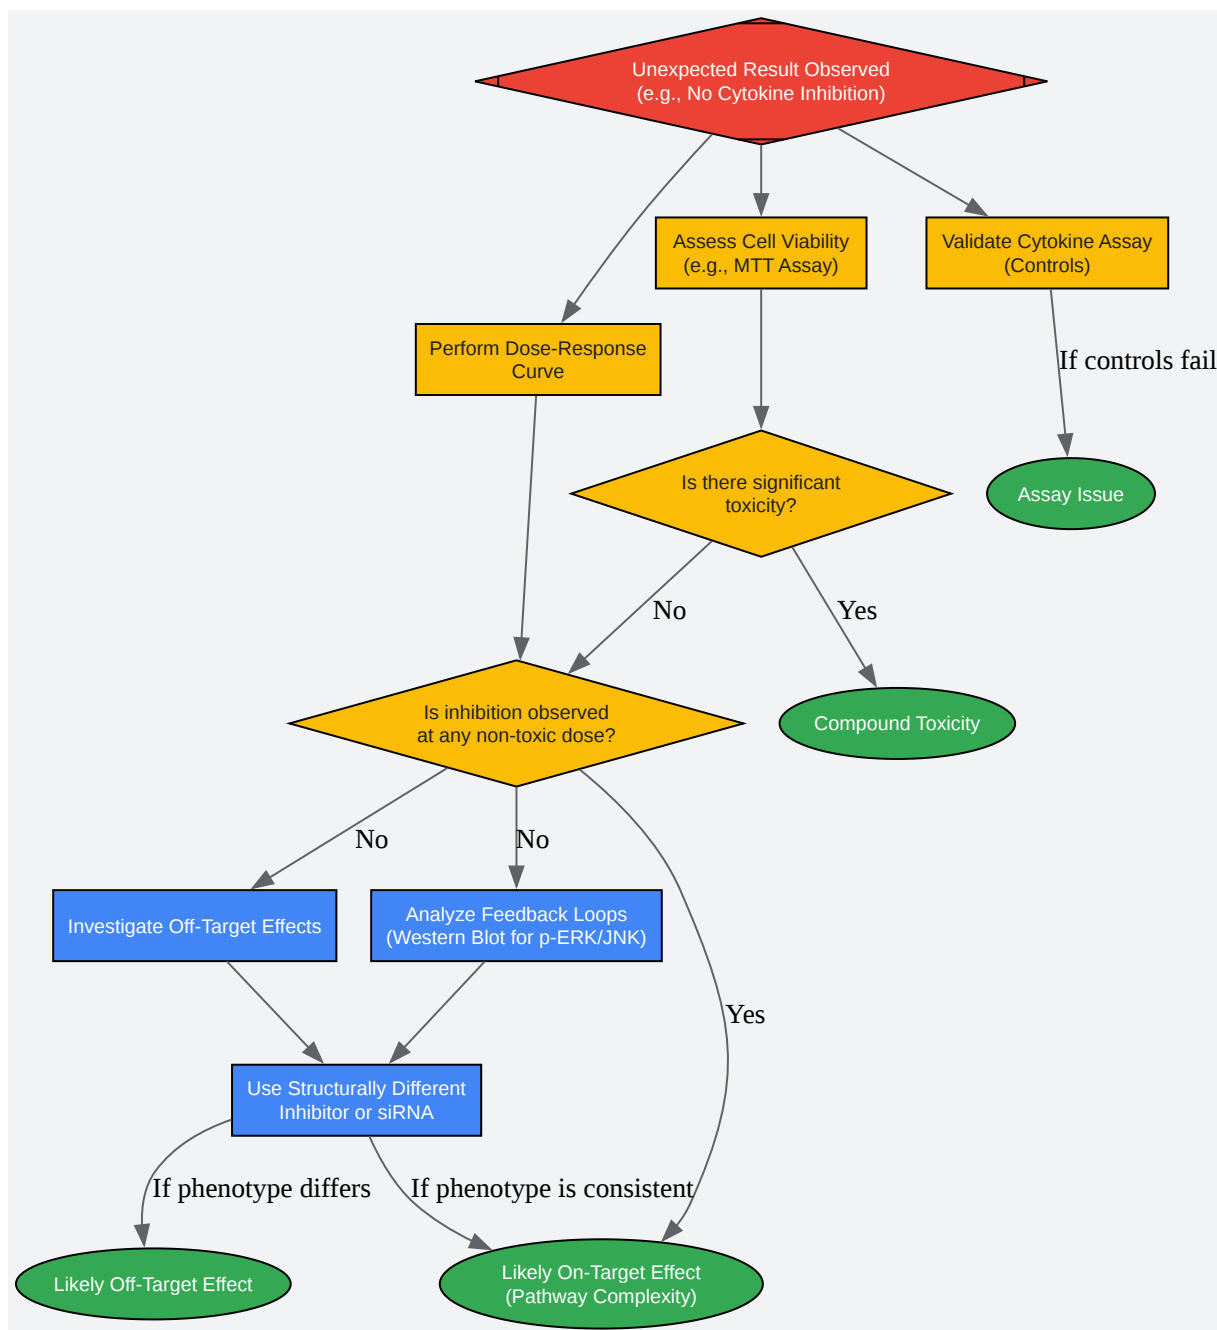 Unexpected Result Observed
(e.g., No Cytokine Inhibition)
Assess Cell Viability
(e.g., MTT Assay)
Validate Cytokine Assay
(Controls)
Perform Dose-Response
Curve
If controls fail
Is there significant
toxicity?
Assay Issue
No
Yes
Is inhibition observed
at any non-toxic dose?
Compound Toxicity
No
No
Investigate Off-Target Effects
Analyze Feedback Loops
(Western Blot for p-ERK/JNK)
Yes
Use Structurally Different
Inhibitor or siRNA
If phenotype differs
If phenotype is consistent
Likely Off-Target Effect
Likely On-Target Effect
(Pathway Complexity)